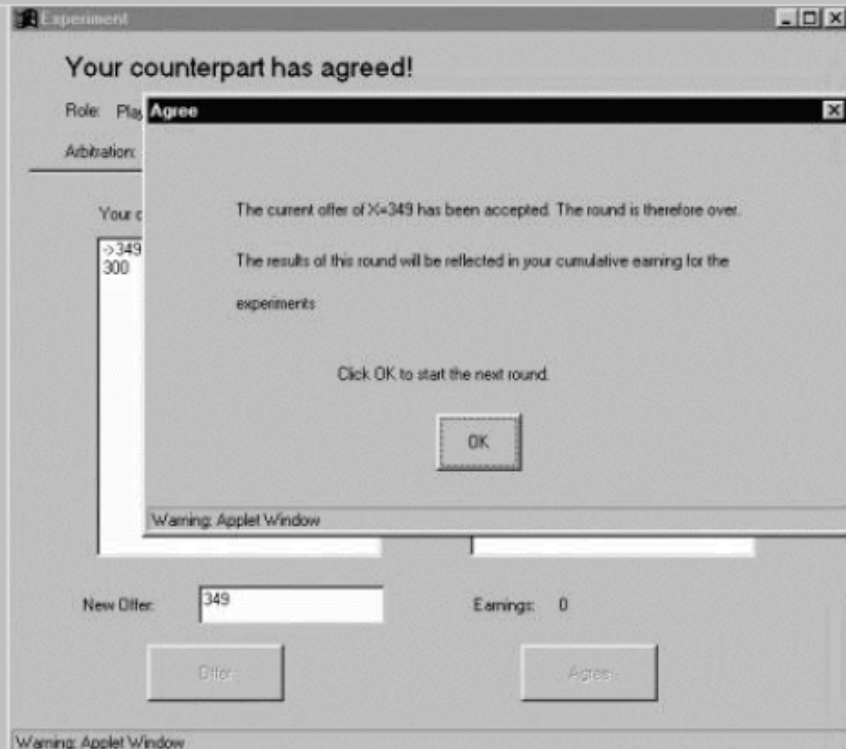 Experiment
Your counterpart has agreed!
Role: Play
Agree
Arbitration:
Your c
The current offer of X=349 has been accepted. The round is therefore over.
->349
300
The results of this round will be reflected in your cumulative earning for the
experiments
Click OK to start the next round.
OK
Warning: Applet Window
New Offer: 349
Earnings: 0
Offer
Agree
Warning: Applet Window